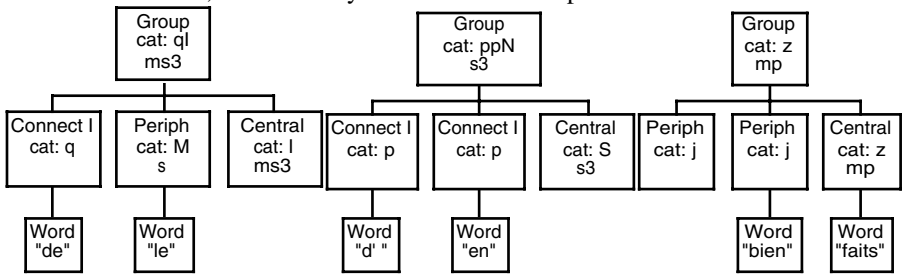 Group
cat: qI
ms3
Group
cat: ppN
s3
Group
cat: z
mp
Connect I
cat: q
Periph
cat: M
s
Central
cat: I
ms3
Connect I
cat: p
Connect I
cat: p
Central
cat: S
s3
Periph
cat: j
Periph
cat: j
Central
cat: z
mp
Word
"de"
Word
"le"
Word
"d' "
Word
"en"
Word
"bien"
Word
"faits"